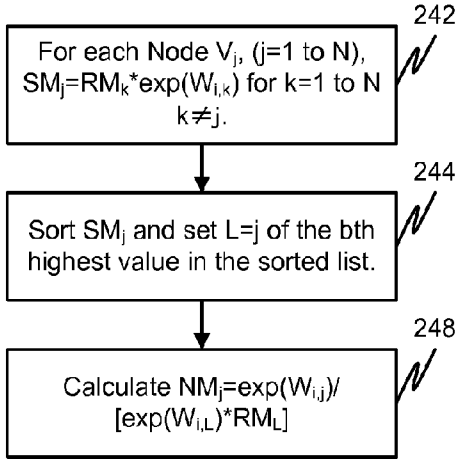 242
For each Node Vj, (j=1 to N),
SMj=RMk*exp(Wi,k) for k=1 to N
k≠j.
244
Sort SMj and set L=j of the bth
highest value in the sorted list.
248
Calculate NMj=exp(Wi,j)/
[exp(Wi,L)*RML]